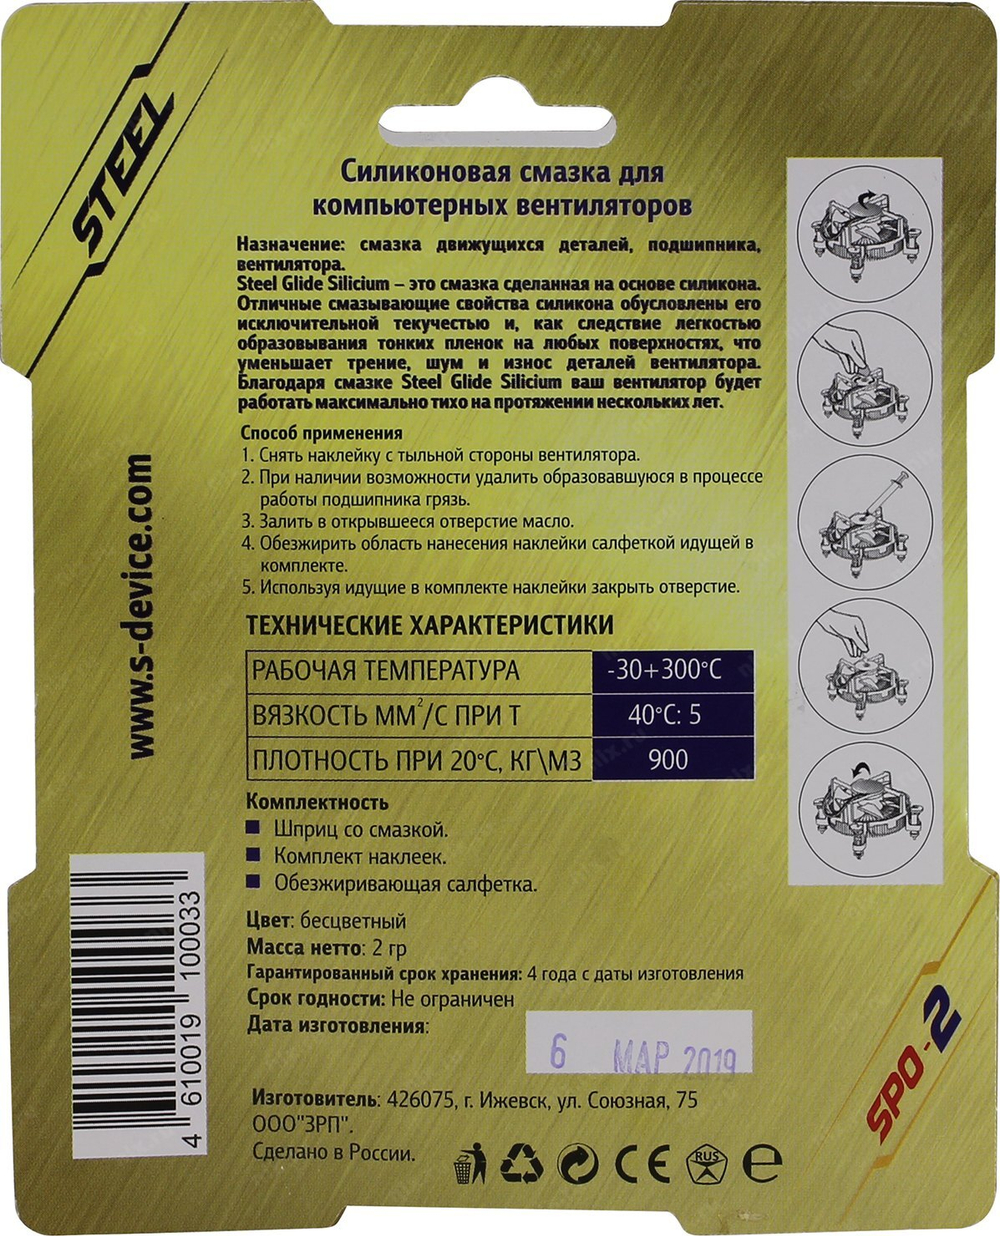 STEEL
Силиконовая смазка для
компьютерных вентиляторов
Назначение: смазка движущихся деталей, подшипника,
вентилятора.
Steel Glide Silicium – это смазка сделанная на основе силикона.
Отличные смазывающие свойства силикона обусловлены его
исключительной текучестью и, как следствие легкостью
образовывания тонких пленок на любых поверхностях, что
уменьшает трение, шум и износ деталей вентилятора.
Благодаря смазке Steel Glide Silicium ваш вентилятор будет
работать максимально тихо на протяжении нескольких лет.
Способ применения
1. Снять наклейку с тыльной стороны вентилятора.
2. При наличии возможности удалить образовавшуюся в процессе
работы подшипника грязь.
3. Залить в открывшееся отверстие масло.
4. Обезжирить область нанесения наклейки салфеткой идущей в
комплекте.
5. Используя идущие в комплекте наклейки закрыть отверстие.
ТЕХНИЧЕСКИЕ ХАРАКТЕРИСТИКИ
РАБОЧАЯ ТЕМПЕРАТУРА -30+300°С
ВЯЗКОСТЬ ММ²/С ПРИ Т 40°С: 5
ПЛОТНОСТЬ ПРИ 20°С, КГ\М3 900
Комплектность
Шприц со смазкой.
Комплект наклеек.
Обезжиривающая салфетка.
Цвет: бесцветный
Масса нетто: 2 гр
Гарантированный срок хранения: 4 года с даты изготовления
Срок годности: Не ограничен
Дата изготовления:
6 МАР 2019
Изготовитель: 426075, г. Ижевск, ул. Союзная, 75
ООО"ЗРП".
Сделано в России.
CE
RUS
www.s-device.com
4 610019 100033
SPO-2